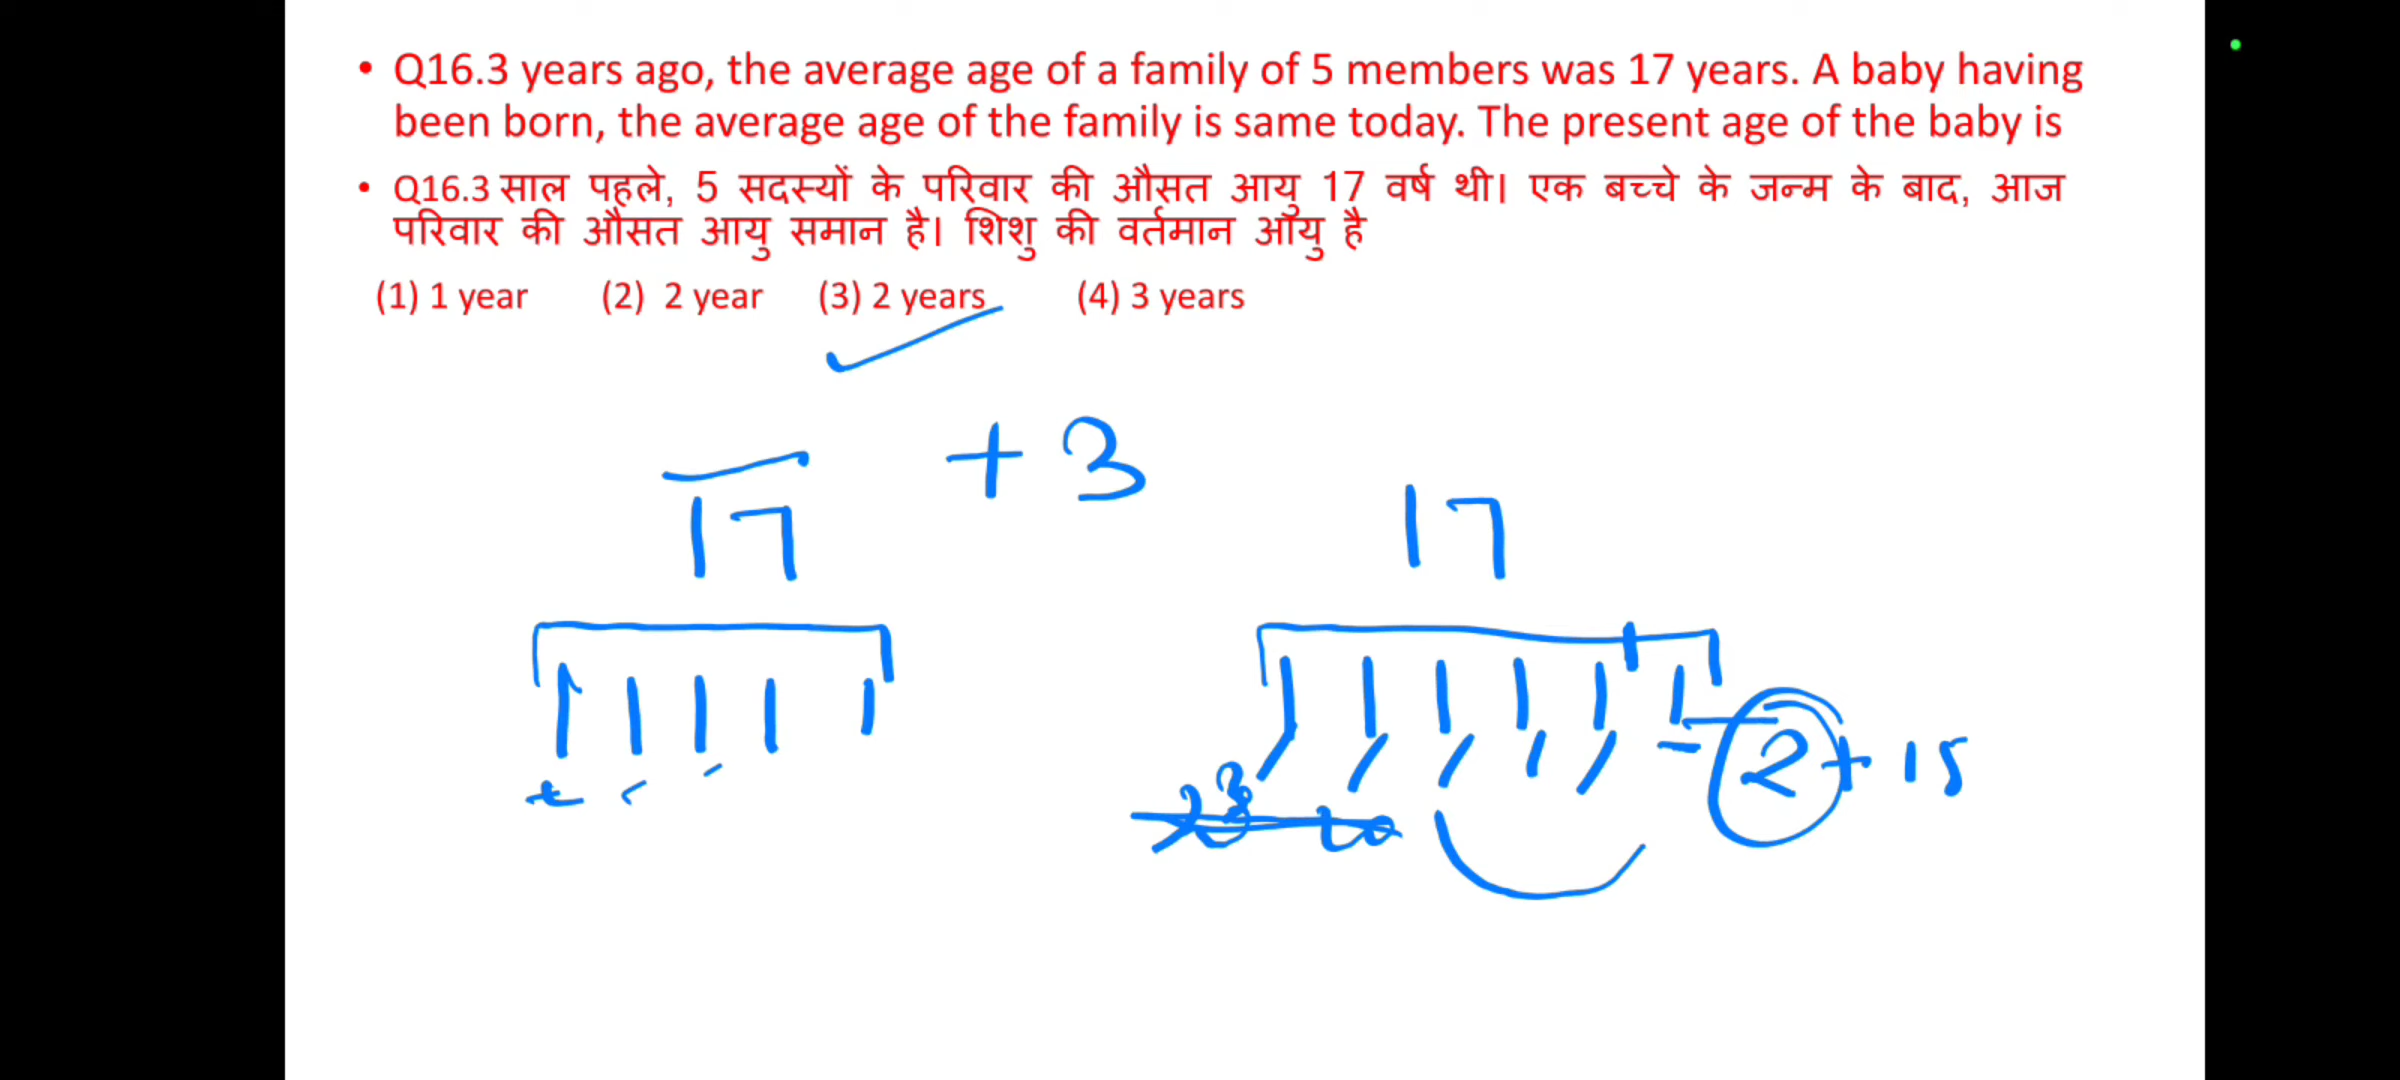 • Q16.3 years ago, the average age of a family of 5 members was 17 years. A baby having
been born, the average age of the family is same today. The present age of the baby is
• Q16.3 साल पहले, 5 सदस्यों के परिवार की औसत आयु 17 वर्ष थी। एक बच्चे के जन्म के बाद, आज
परिवार की औसत आयु समान है। शिशु की वर्तमान आयु है
(1) 1 year (2) 2 year (3) 2 years (4) 3 years
17 + 3 17
2 + 15